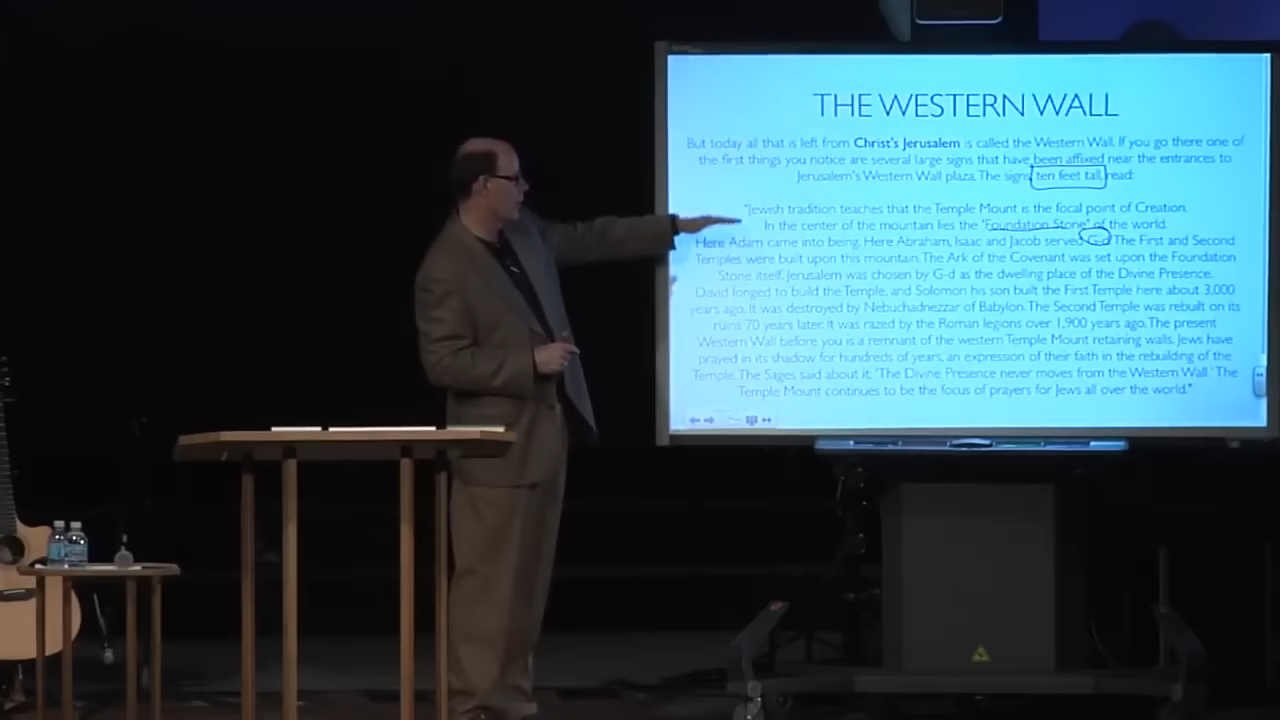 THE WESTERN WALL
But today all that is left from Christ's Jerusalem is called the Western Wall. If you go there one of
the first things you notice are several large signs that have been affixed near the entrances to
Jerusalem's Western Wall plaza. The signs, ten feet tall, read:
"Jewish tradition teaches that the Temple Mount is the focal point of Creation.
In the center of the mountain lies the 'Foundation Stone' of the world.
Here Adam came into being. Here Abraham, Isaac and Jacob served G-d. The First and Second
Temples were built upon this mountain. The Ark of the Covenant was set upon the Foundation
Stone itself. Jerusalem was chosen by G-d as the dwelling place of the Divine Presence.
David longed to build the Temple, and Solomon his son built the First Temple here about 3,000
years ago. It was destroyed by Nebuchadnezzar of Babylon. The Second Temple was rebuilt on its
ruins 70 years later. It was razed by the Roman legions over 1,900 years ago. The present
Western Wall before you is a remnant of the western Temple Mount retaining walls. Jews have
prayed in its shadow for hundreds of years, an expression of their faith in the rebuilding of the
Temple. The Sages said about it: 'The Divine Presence never moves from the Western Wall.' The
Temple Mount continues to be the focus of prayers for Jews all over the world."